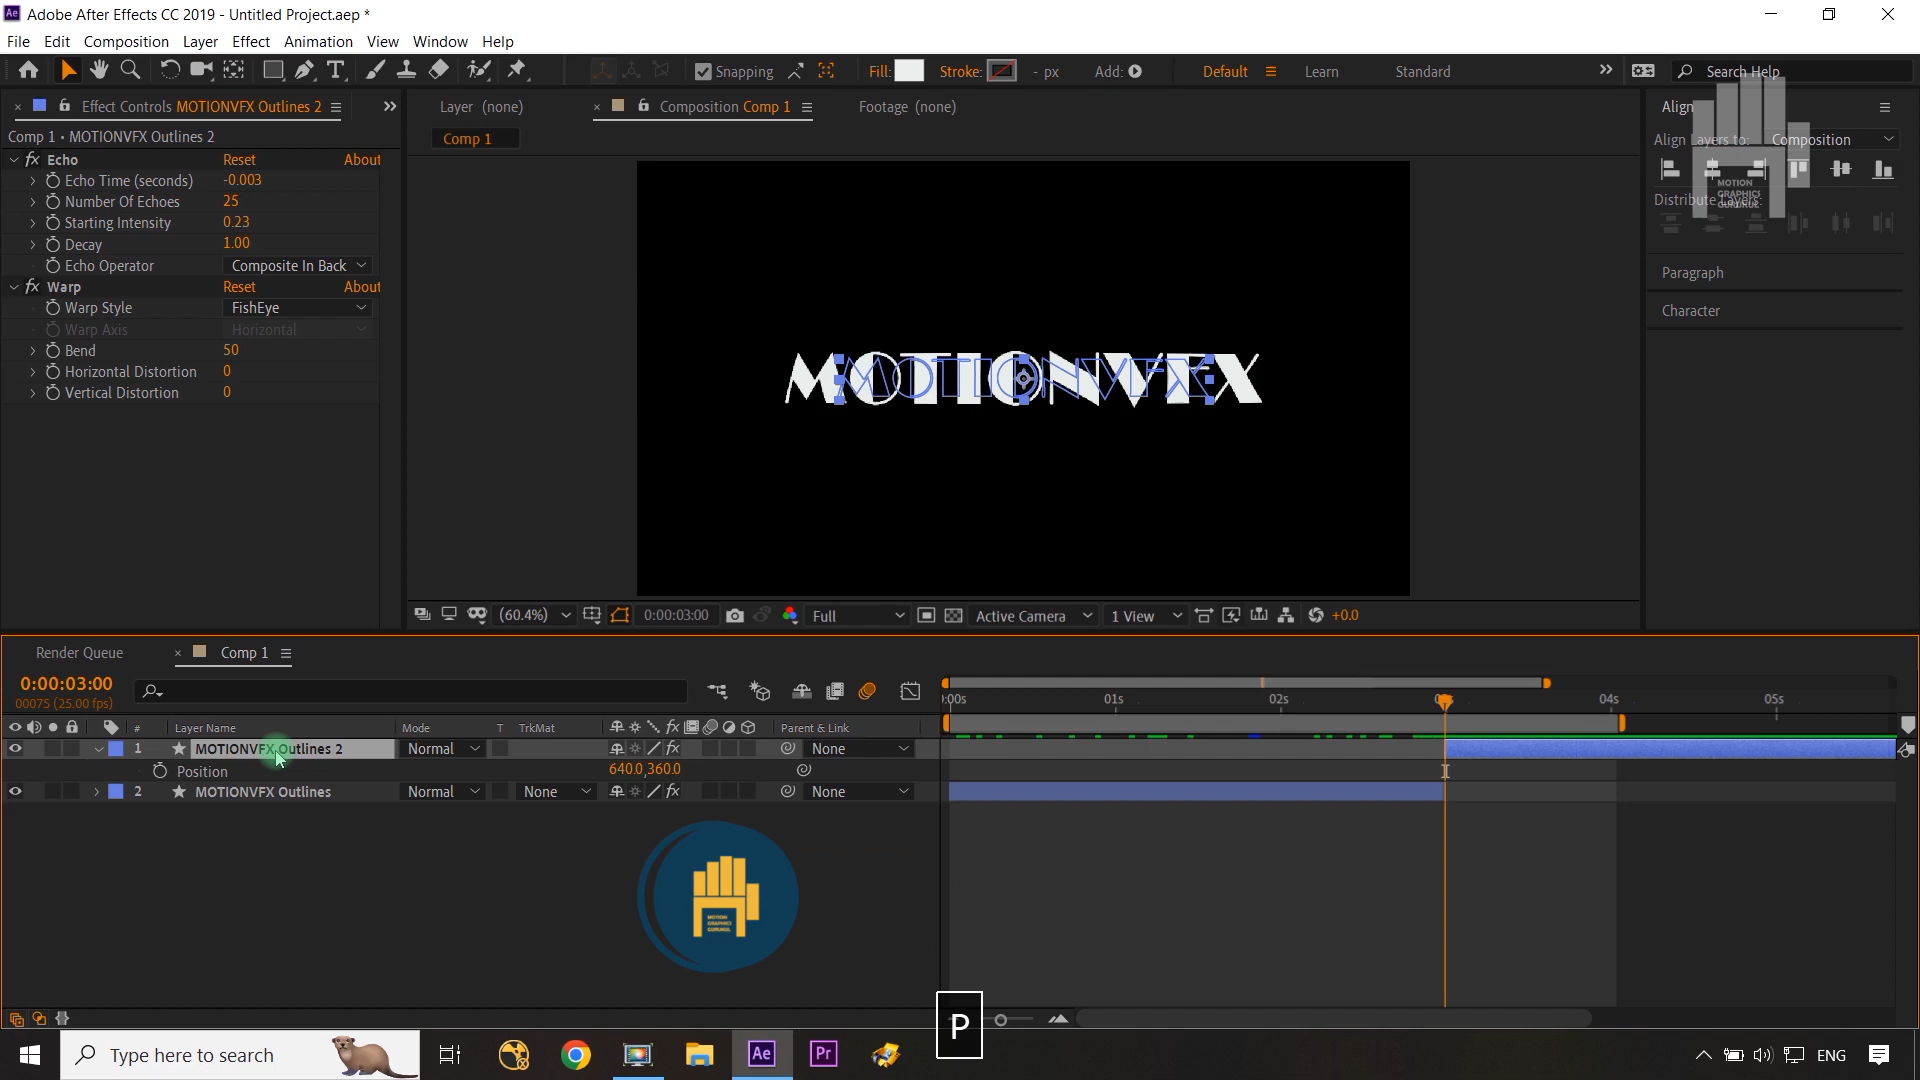 Adobe After Effects CC 2019 - Untitled Project.aep *
File Edit Composition Layer Effect Animation View Window Help
Snapping Fill: Stroke: - px Add: Default Learn Standard Search Help
Effect Controls MOTIONVFX Outlines 2
Layer (none) Composition Comp 1 Footage (none) Align
Comp 1 • MOTIONVFX Outlines 2
Comp 1
Align Layers to: Composition
Echo Reset About
Echo Time (seconds) -0.003
Number Of Echoes 25
Starting Intensity 0.23
Decay 1.00
Echo Operator Composite In Back
Warp Reset About
Warp Style FishEye
Warp Axis Horizontal
Bend 50
Horizontal Distortion 0
Vertical Distortion 0
MOTIONVFX
MOTION
GRAPHICS
GURUKUL
Distribute Layers:
Paragraph
Character
(60.4%) 0:00:03:00 Full Active Camera 1 View +0.0
Render Queue Comp 1
0:00:03:00
00075 (25.00 fps)
:00s 01s 02s 04s 05s
# Layer Name Mode T TrkMat Parent & Link
1 MOTIONVFX Outlines 2 Normal None
Position 640.0,360.0
2 MOTIONVFX Outlines Normal None None
MOTION
GRAPHICS
GURUKUL
P
Type here to search Ae Pr ENG